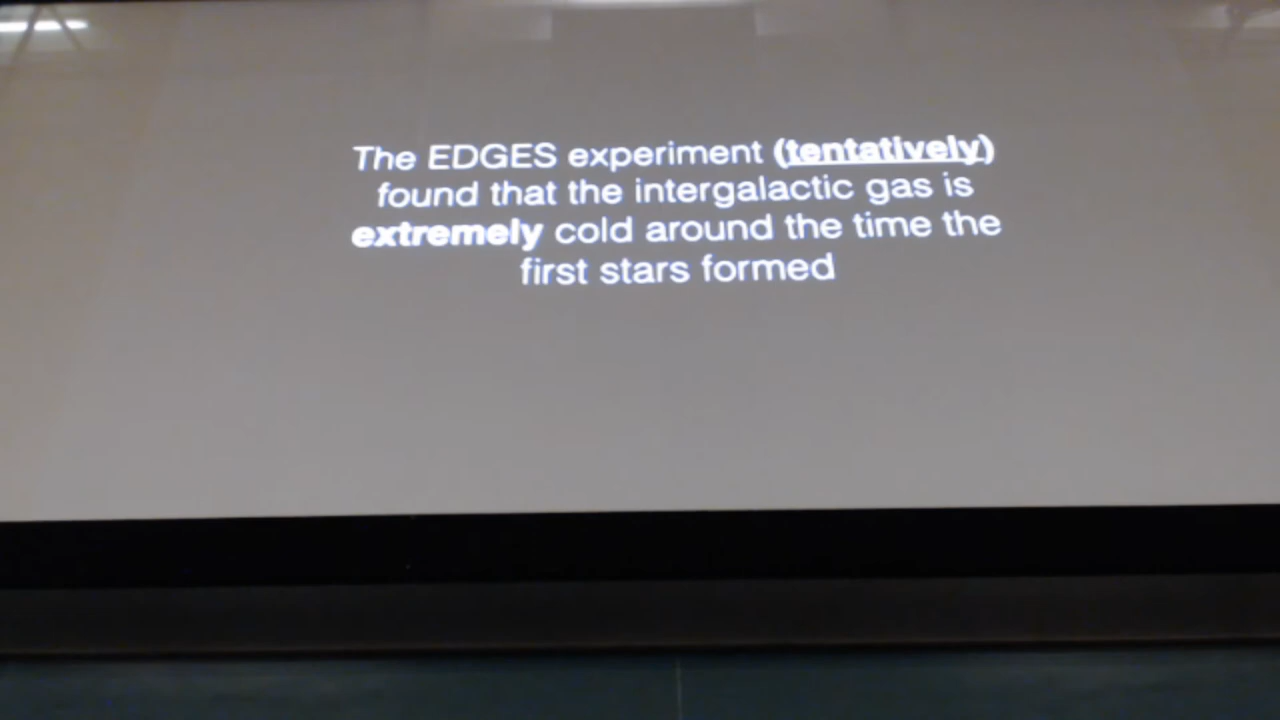 The EDGES experiment (tentatively)
found that the intergalactic gas is
extremely cold around the time the
first stars formed